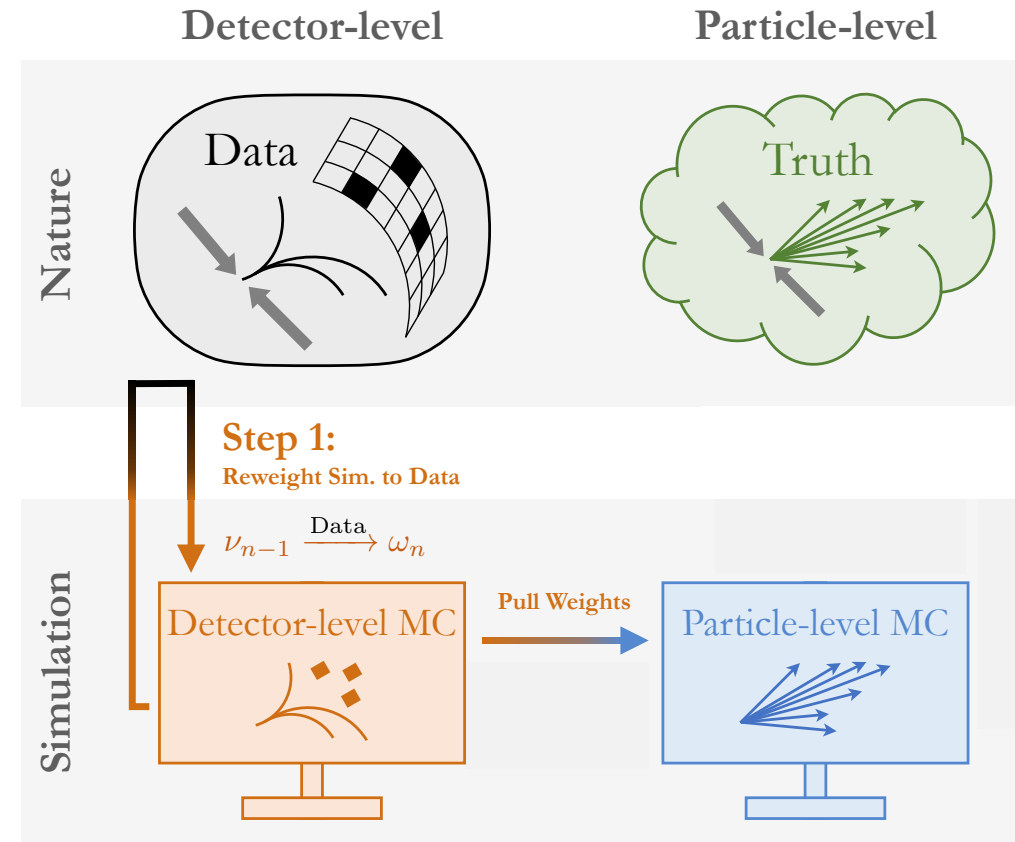 Detector-level
Particle-level
Nature
Data
Truth
Step 1:
Reweight Sim. to Data
Simulation
Data
ν_{n−1} ⟶ ω_n
Detector-level MC
Pull Weights
Particle-level MC